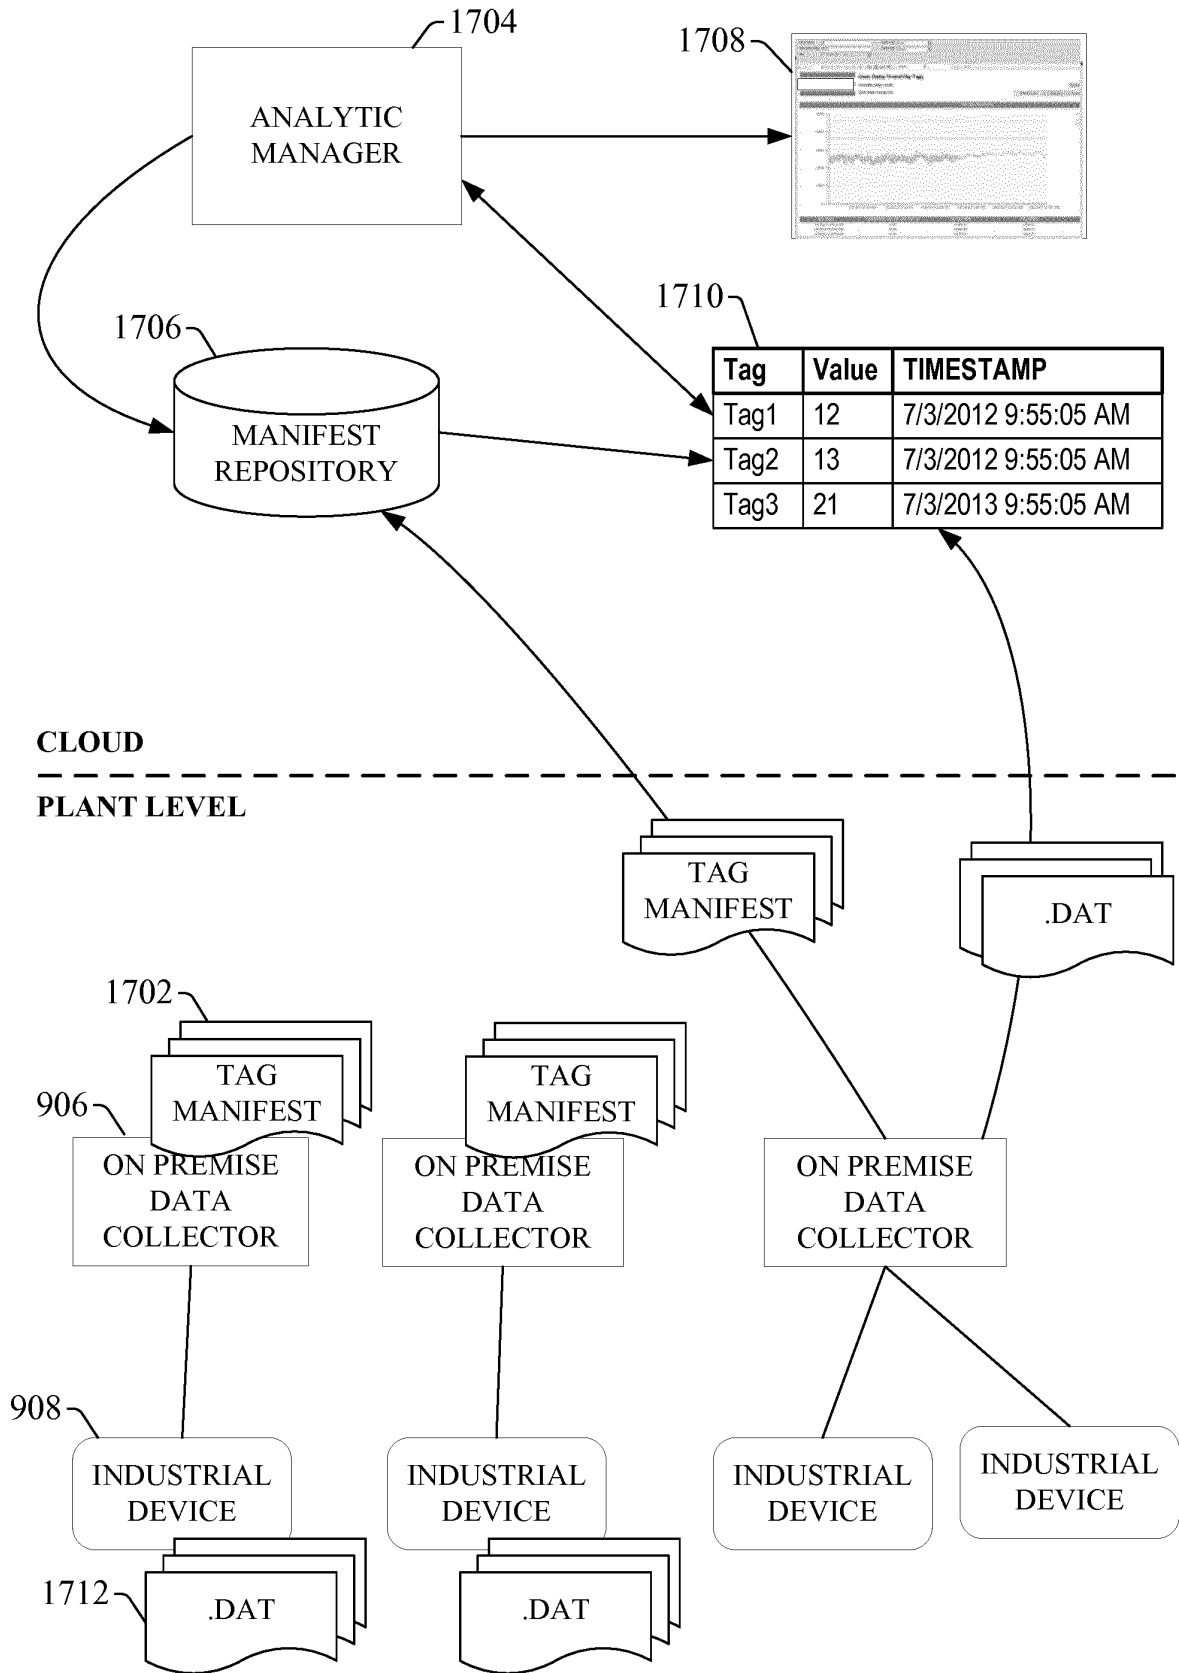 1704
1708
ANALYTIC
MANAGER
1710
1706
Tag Value TIMESTAMP
Tag1 12 7/3/2012 9:55:05 AM
Tag2 13 7/3/2012 9:55:05 AM
Tag3 21 7/3/2013 9:55:05 AM
MANIFEST
REPOSITORY
CLOUD
PLANT LEVEL
TAG
MANIFEST
.DAT
1702
TAG
MANIFEST
TAG
MANIFEST
906
ON PREMISE
DATA
COLLECTOR
ON PREMISE
DATA
COLLECTOR
ON PREMISE
DATA
COLLECTOR
908
INDUSTRIAL
DEVICE
INDUSTRIAL
DEVICE
INDUSTRIAL
DEVICE
INDUSTRIAL
DEVICE
1712
.DAT
.DAT